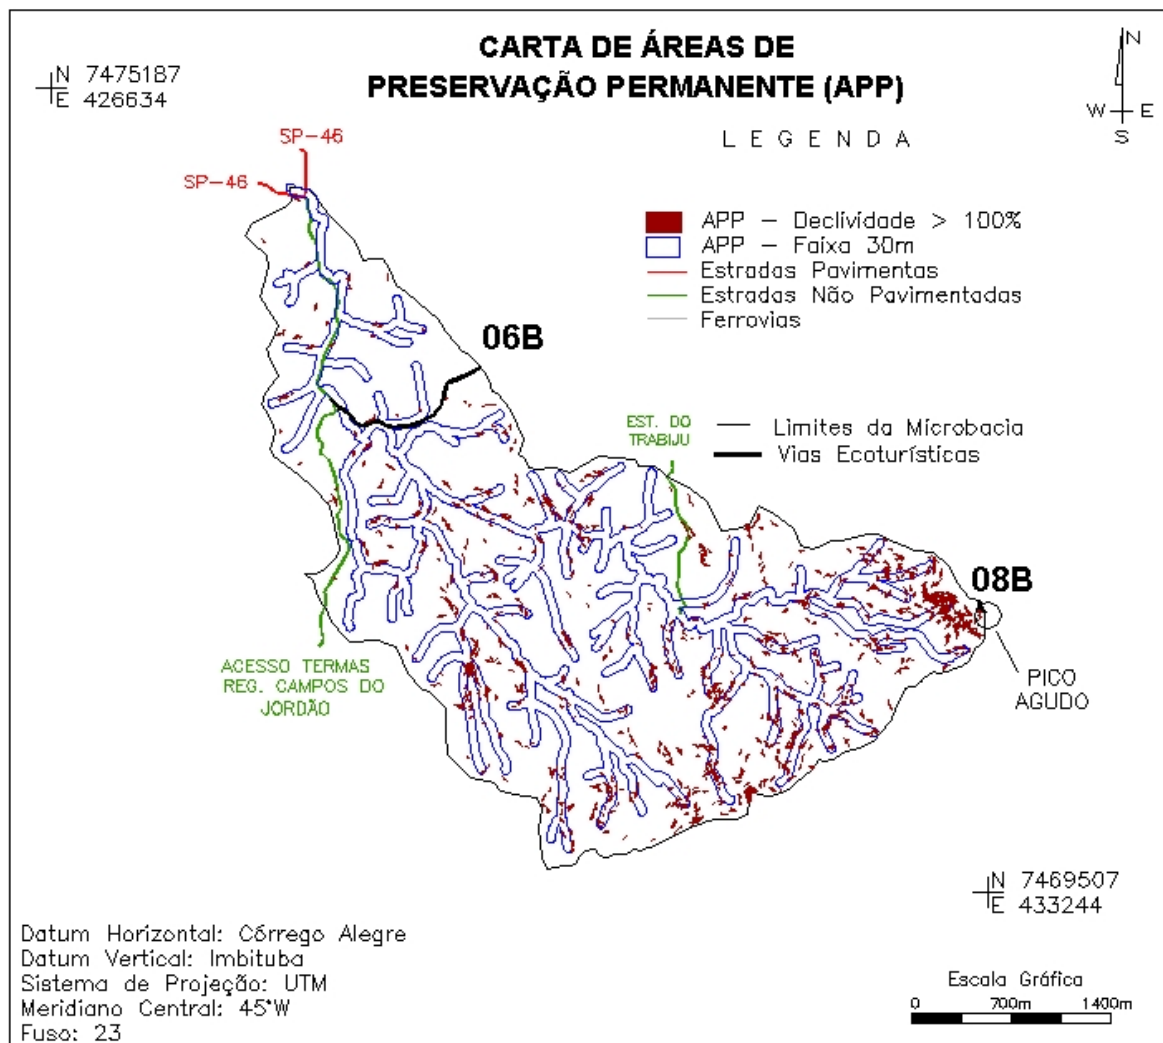 CARTA DE ÁREAS DE
PRESERVAÇÃO PERMANENTE (APP)
N 7475187
E 426634
N
W E
S
L E G E N D A
SP-46
SP-46
APP - Declividade > 100%
APP - Faixa 30m
Estradas Pavimentas
Estradas Não Pavimentadas
Ferrovias
06B
EST. DO
TRABIJU
Limites da Microbacia
Vias Ecoturísticas
08B
ACESSO TERMAS
REG. CAMPOS DO
JORDÃO
PICO
AGUDO
N 7469507
E 433244
Datum Horizontal: Córrego Alegre
Datum Vertical: Imbituba
Sistema de Projeção: UTM
Meridiano Central: 45°W
Fuso: 23
Escala Gráfica
0 700m 1400m